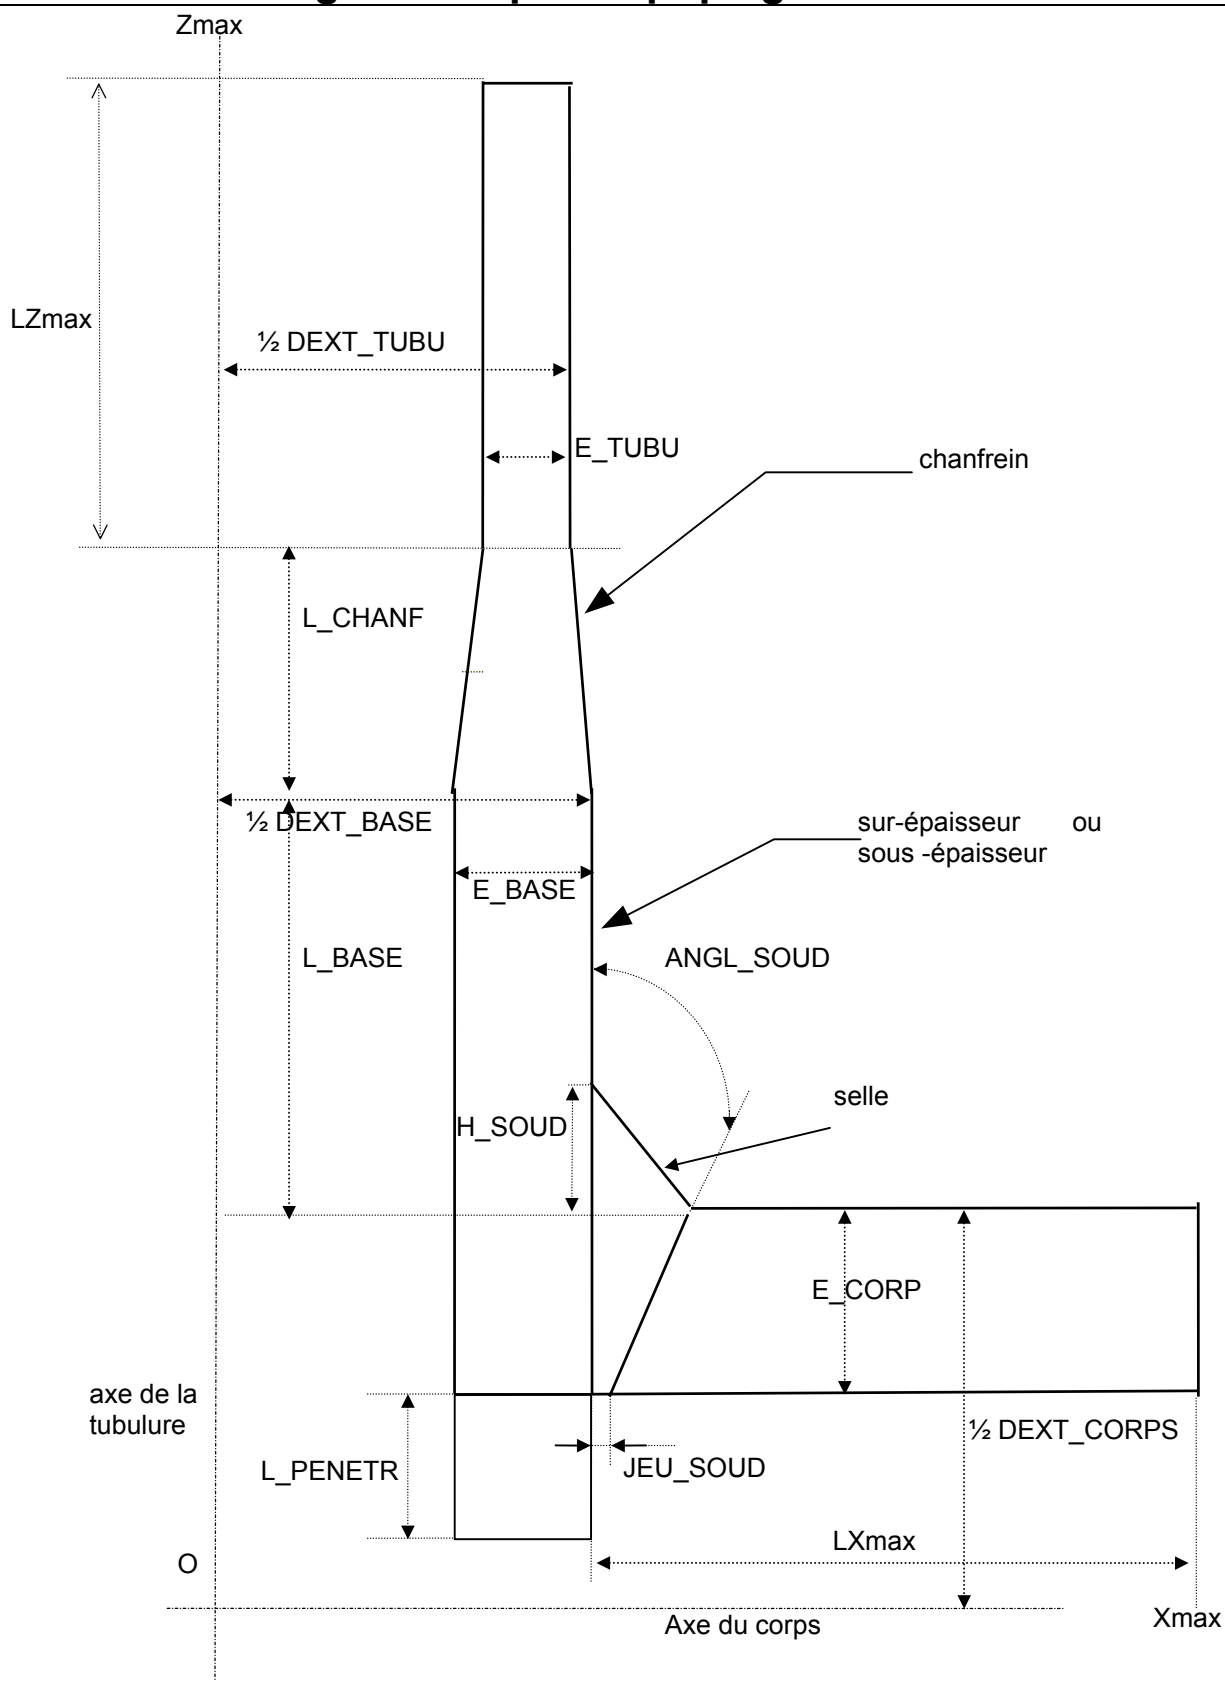 Zmax
LZmax
½ DEXT_TUBU
E_TUBU
chanfrein
L_CHANF
½ DEXT_BASE
sur-épaisseur ou
sous -épaisseur
E_BASE
L_BASE
ANGL_SOUD
selle
H_SOUD
E_CORP
axe de la
tubulure
½ DEXT_CORPS
L_PENETR
JEU_SOUD
LXmax
O
Axe du corps
Xmax